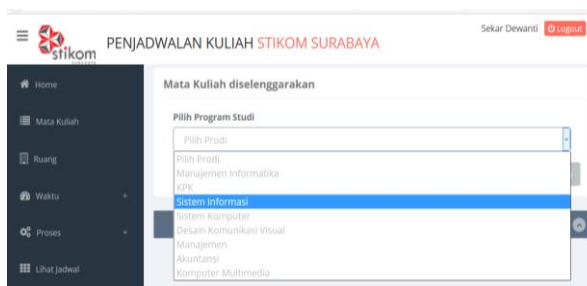 Sekar Dewanti Logout
stikom
SURABAYA
PENJADWALAN KULIAH STIKOM SURABAYA
Home
Mata Kuliah
Ruang
Waktu +
Proses +
Lihat Jadwal
Mata Kuliah diselenggarakan
Pilih Program Studi
Pilih Prodi
Pilih Prodi
Manajemen Informatika
KPK
Sistem Informasi
Sistem Komputer
Desain Komunikasi Visual
Manajemen
Akuntansi
Komputer Multimedia